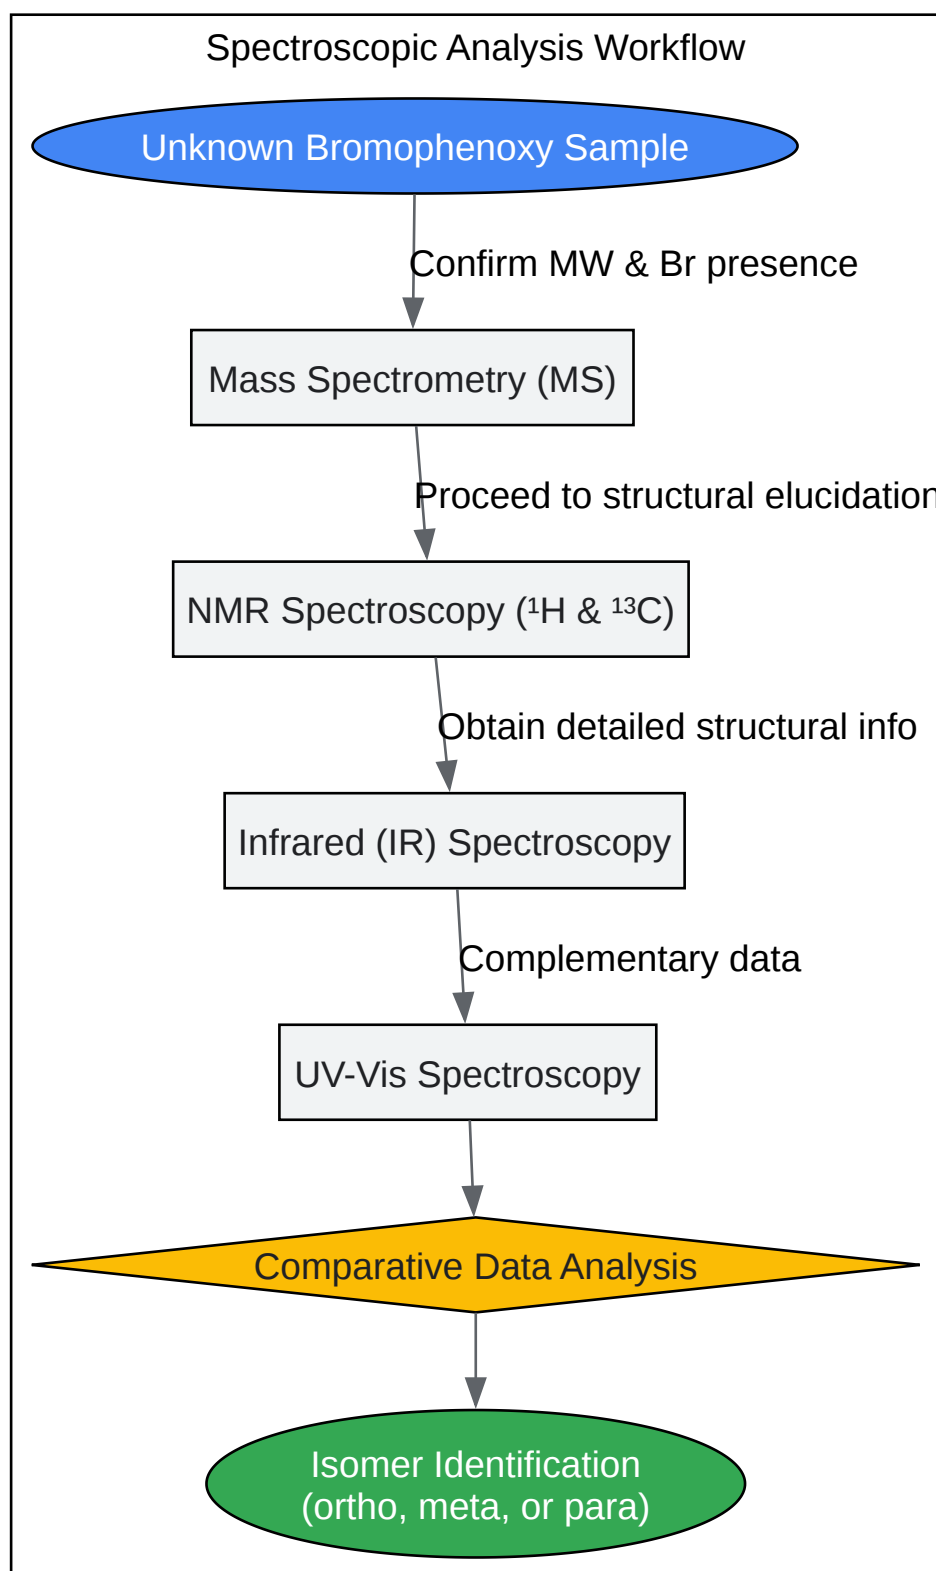 Spectroscopic Analysis Workflow
Unknown Bromophenoxy Sample
Confirm MW & Br presence
Mass Spectrometry (MS)
Proceed to structural elucidation
NMR Spectroscopy (¹H & ¹³C)
Obtain detailed structural info
Infrared (IR) Spectroscopy
Complementary data
UV-Vis Spectroscopy
Comparative Data Analysis
Isomer Identification
(ortho, meta, or para)